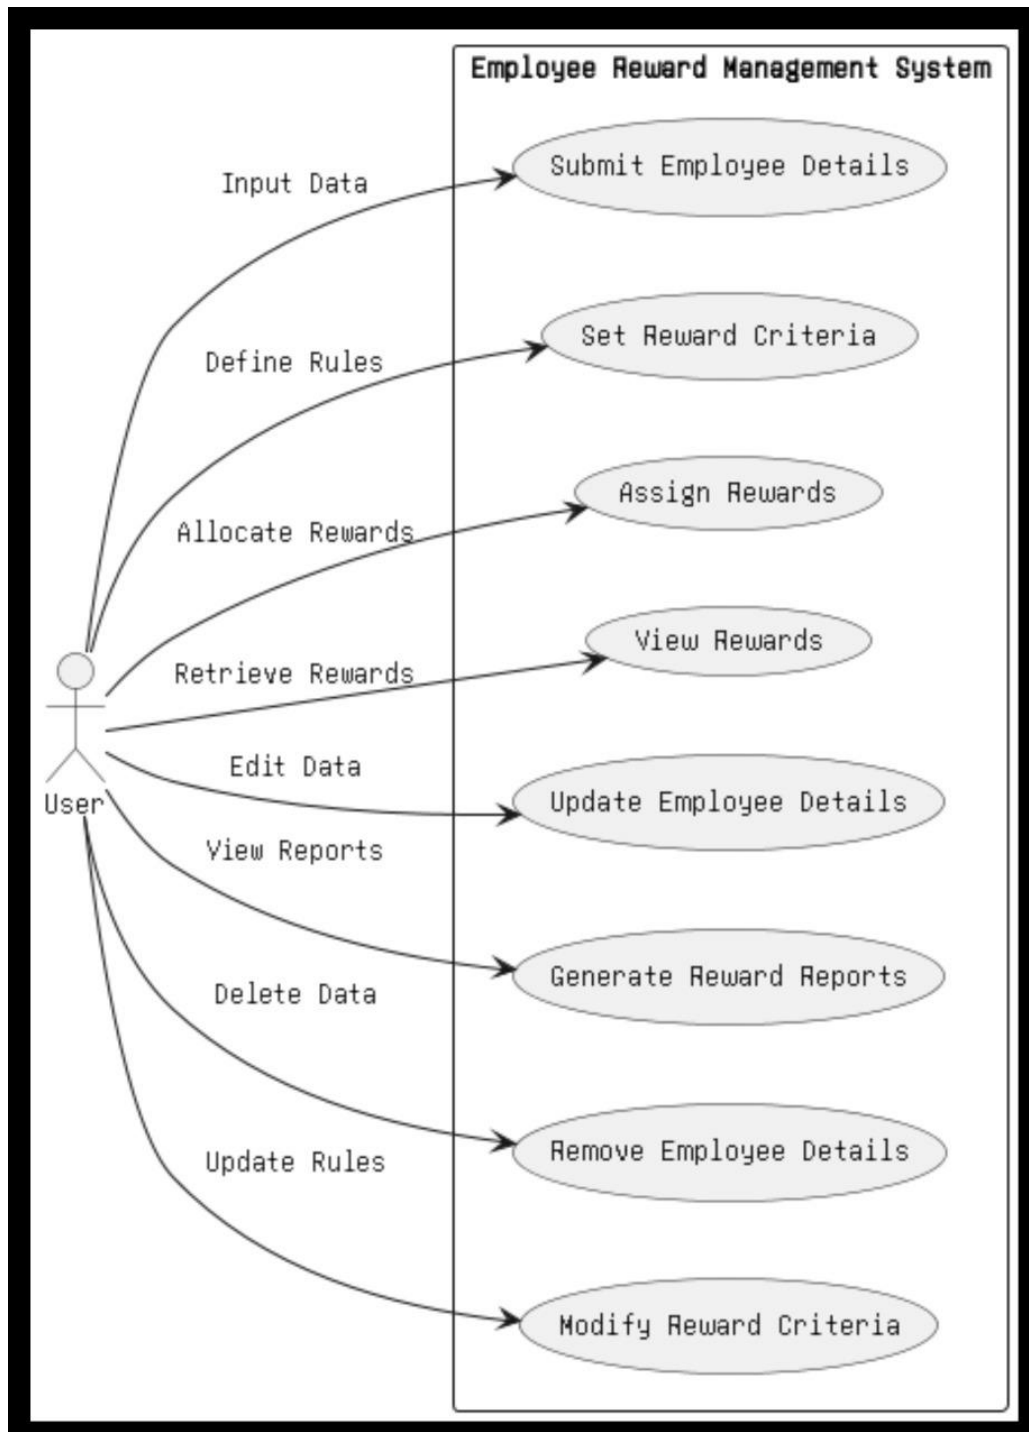 Employee Reward Management System
Input Data
Submit Employee Details
Define Rules
Set Reward Criteria
Allocate Rewards
Assign Rewards
Retrieve Rewards
View Rewards
Edit Data
Update Employee Details
User
View Reports
Generate Reward Reports
Delete Data
Remove Employee Details
Update Rules
Modify Reward Criteria